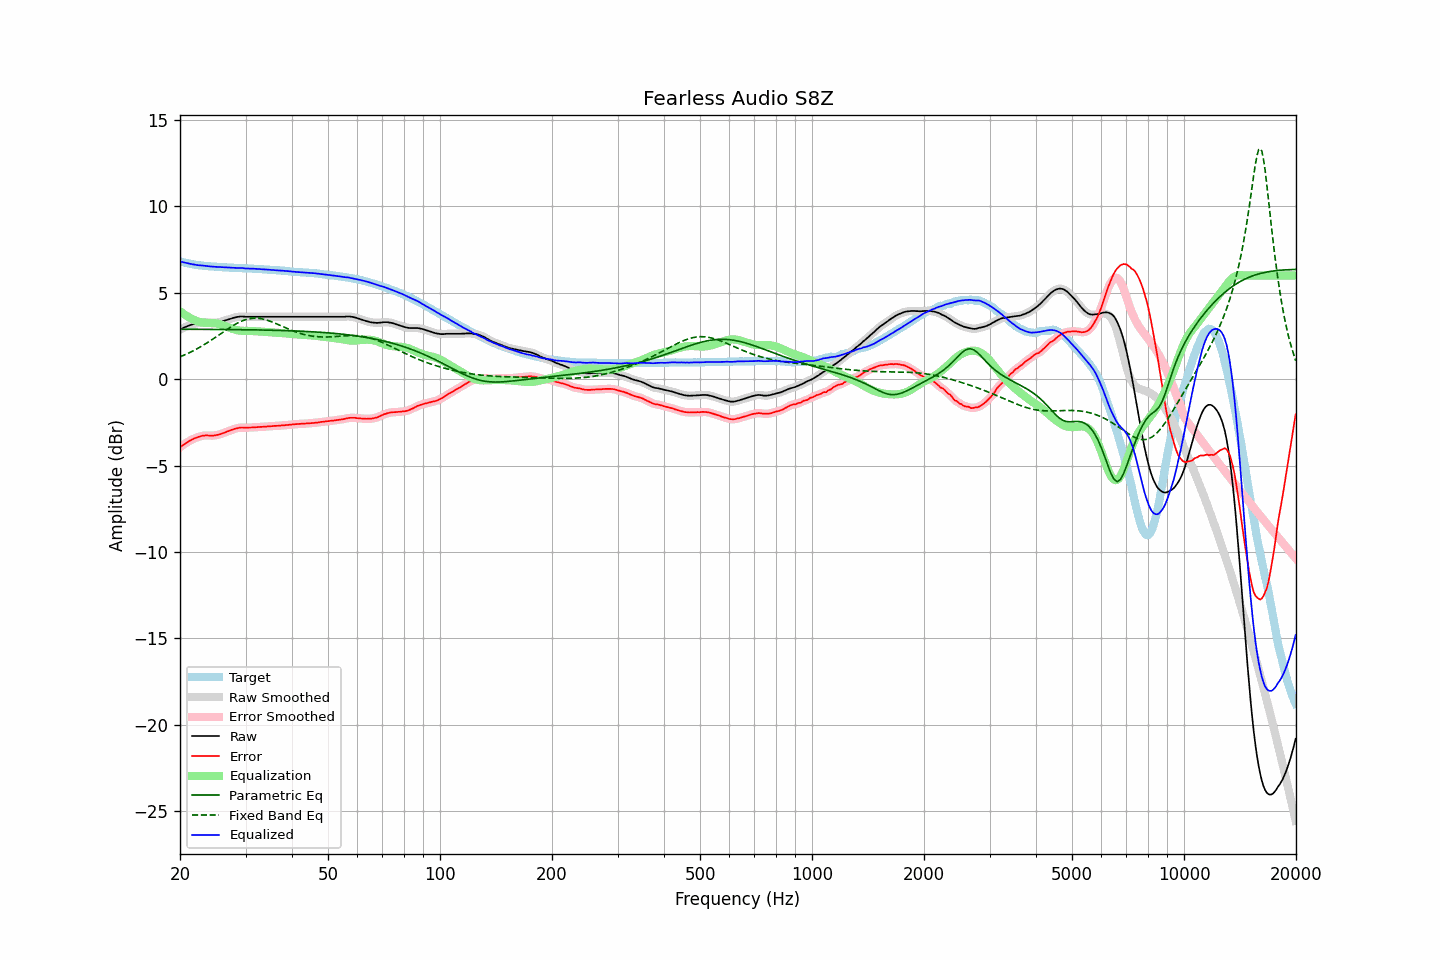 Fearless Audio S8Z
15
10
5
0
−5
−10
−15
−20
−25
Amplitude (dBr)
Target
Raw Smoothed
Error Smoothed
Raw
Error
Equalization
Parametric Eq
Fixed Band Eq
Equalized
20 50 100 200 500 1000 2000 5000 10000 20000
Frequency (Hz)